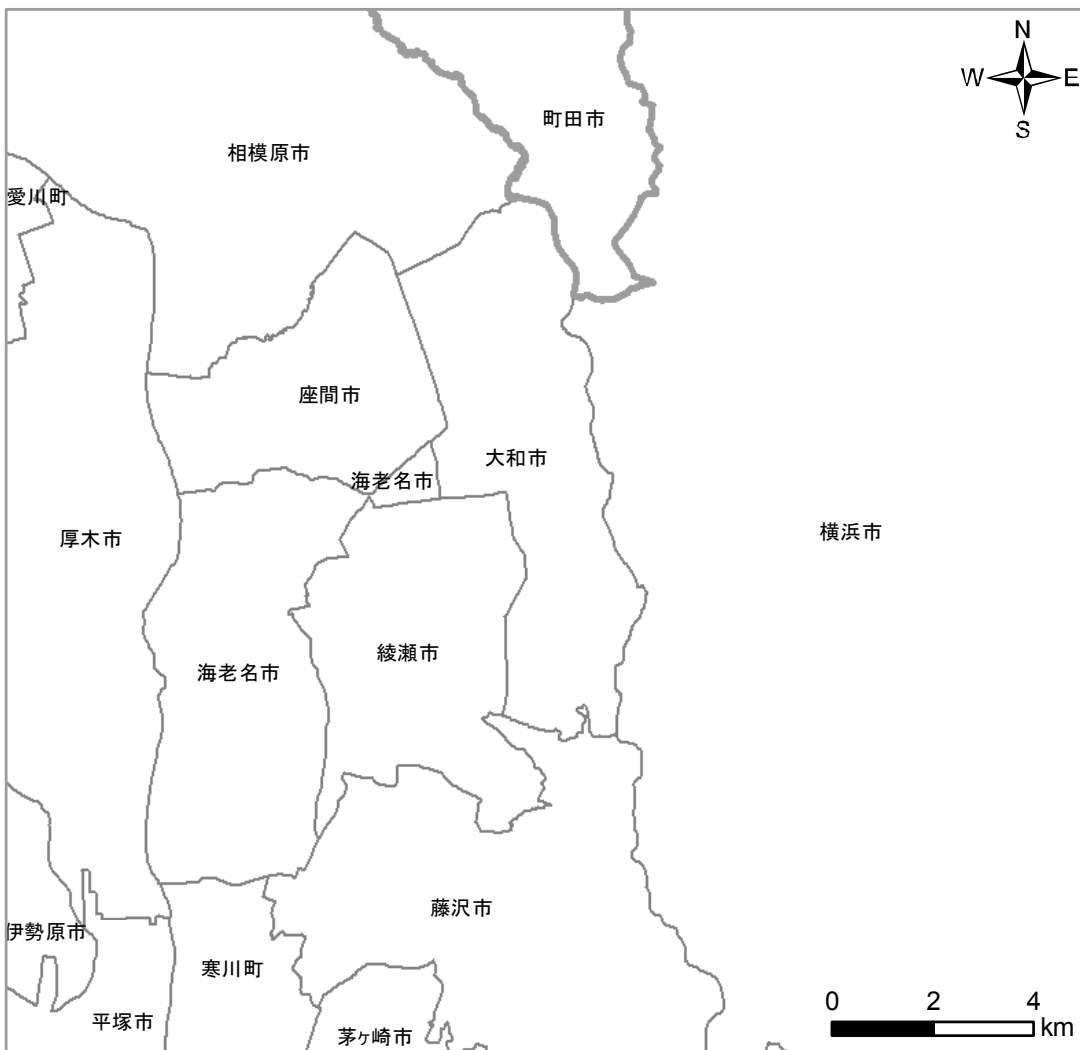 N
W E
S
町田市
相模原市
愛川町
座間市
大和市
海老名市
横浜市
厚木市
綾瀬市
海老名市
藤沢市
伊勢原市
寒川町
平塚市
茅ヶ崎市
0 2 4
km